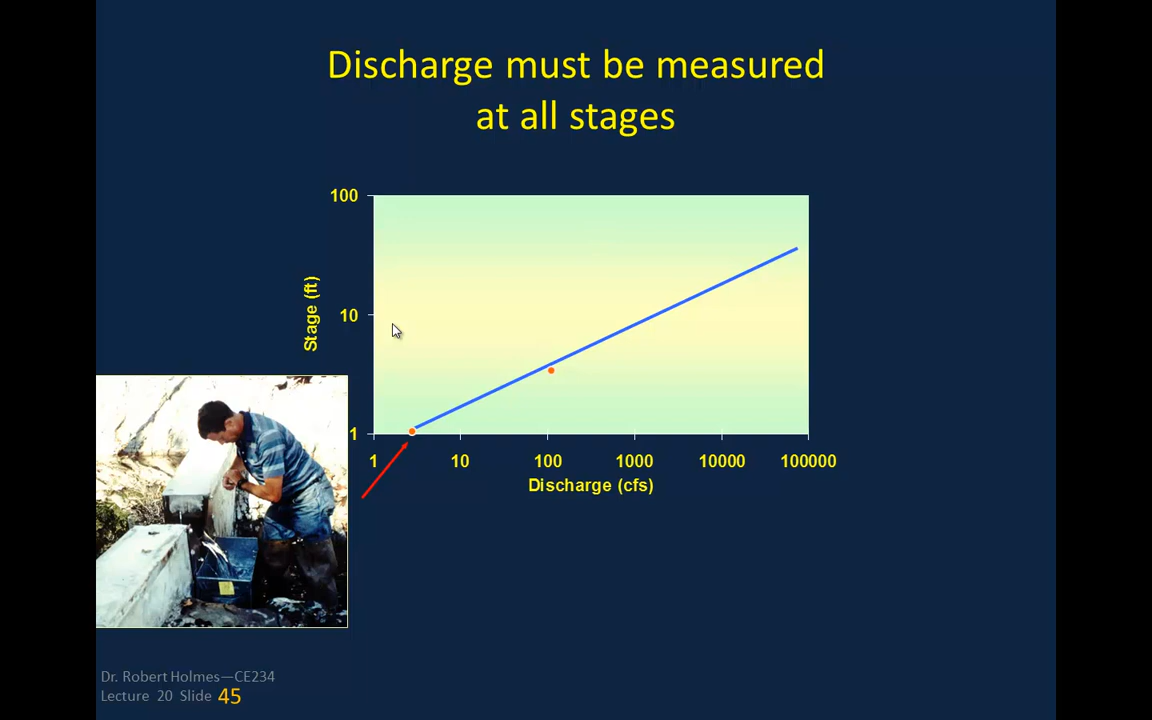 Discharge must be measured
at all stages
100
10
1
Stage (ft)
1 10 100 1000 10000 100000
Discharge (cfs)
Dr. Robert Holmes—CE234
Lecture 20 Slide 45